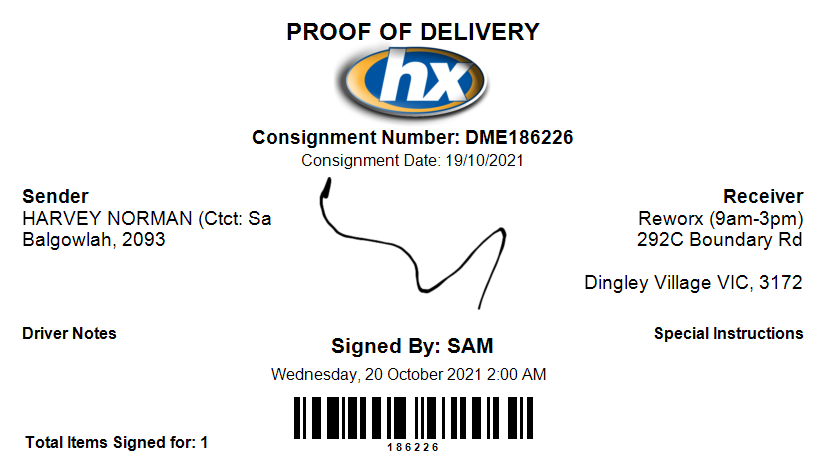 PROOF OF DELIVERY
hx
Consignment Number: DME186226
Consignment Date: 19/10/2021
Sender
HARVEY NORMAN (Ctct: Sa
Balgowlah, 2093
Receiver
Reworx (9am-3pm)
292C Boundary Rd
Dingley Village VIC, 3172
Driver Notes
Special Instructions
Signed By: SAM
Wednesday, 20 October 2021 2:00 AM
186226
Total Items Signed for: 1